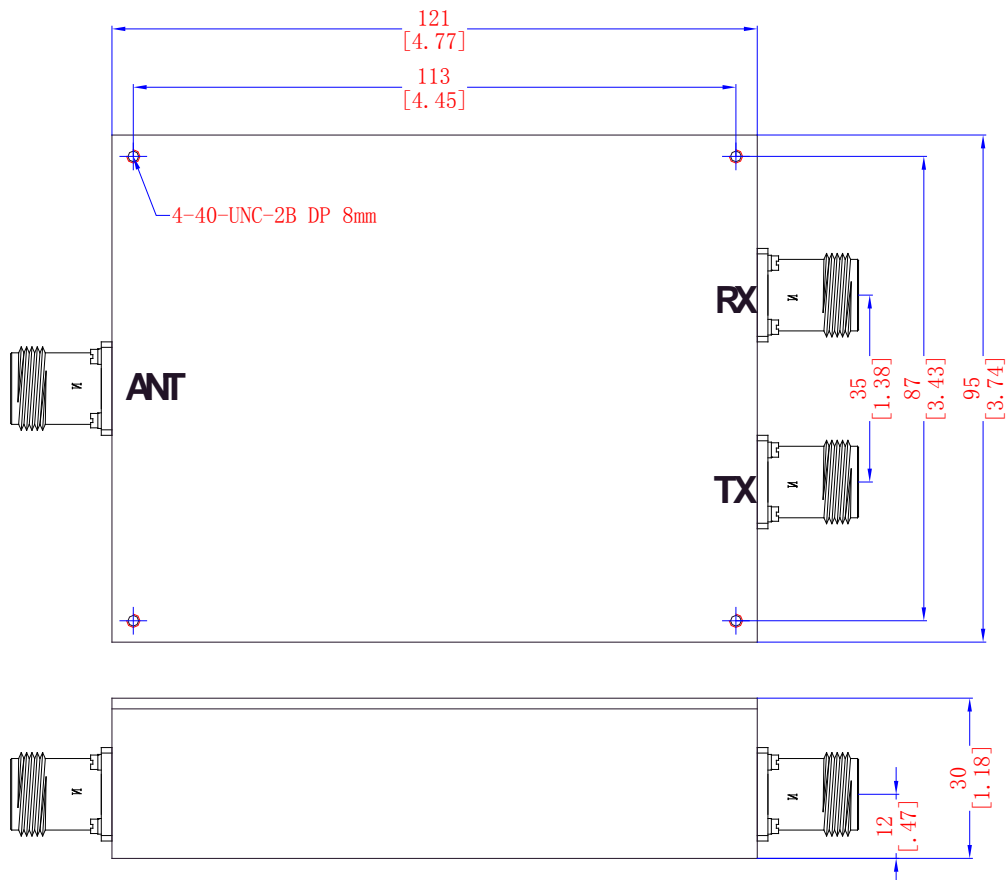 121
[4.77]
113
[4.45]
4-40-UNC-2B DP 8mm
RX
N
ANT
N
35
[1.38]
87
[3.43]
95
[3.74]
TX
N
N
N
30
[1.18]
12
[.47]